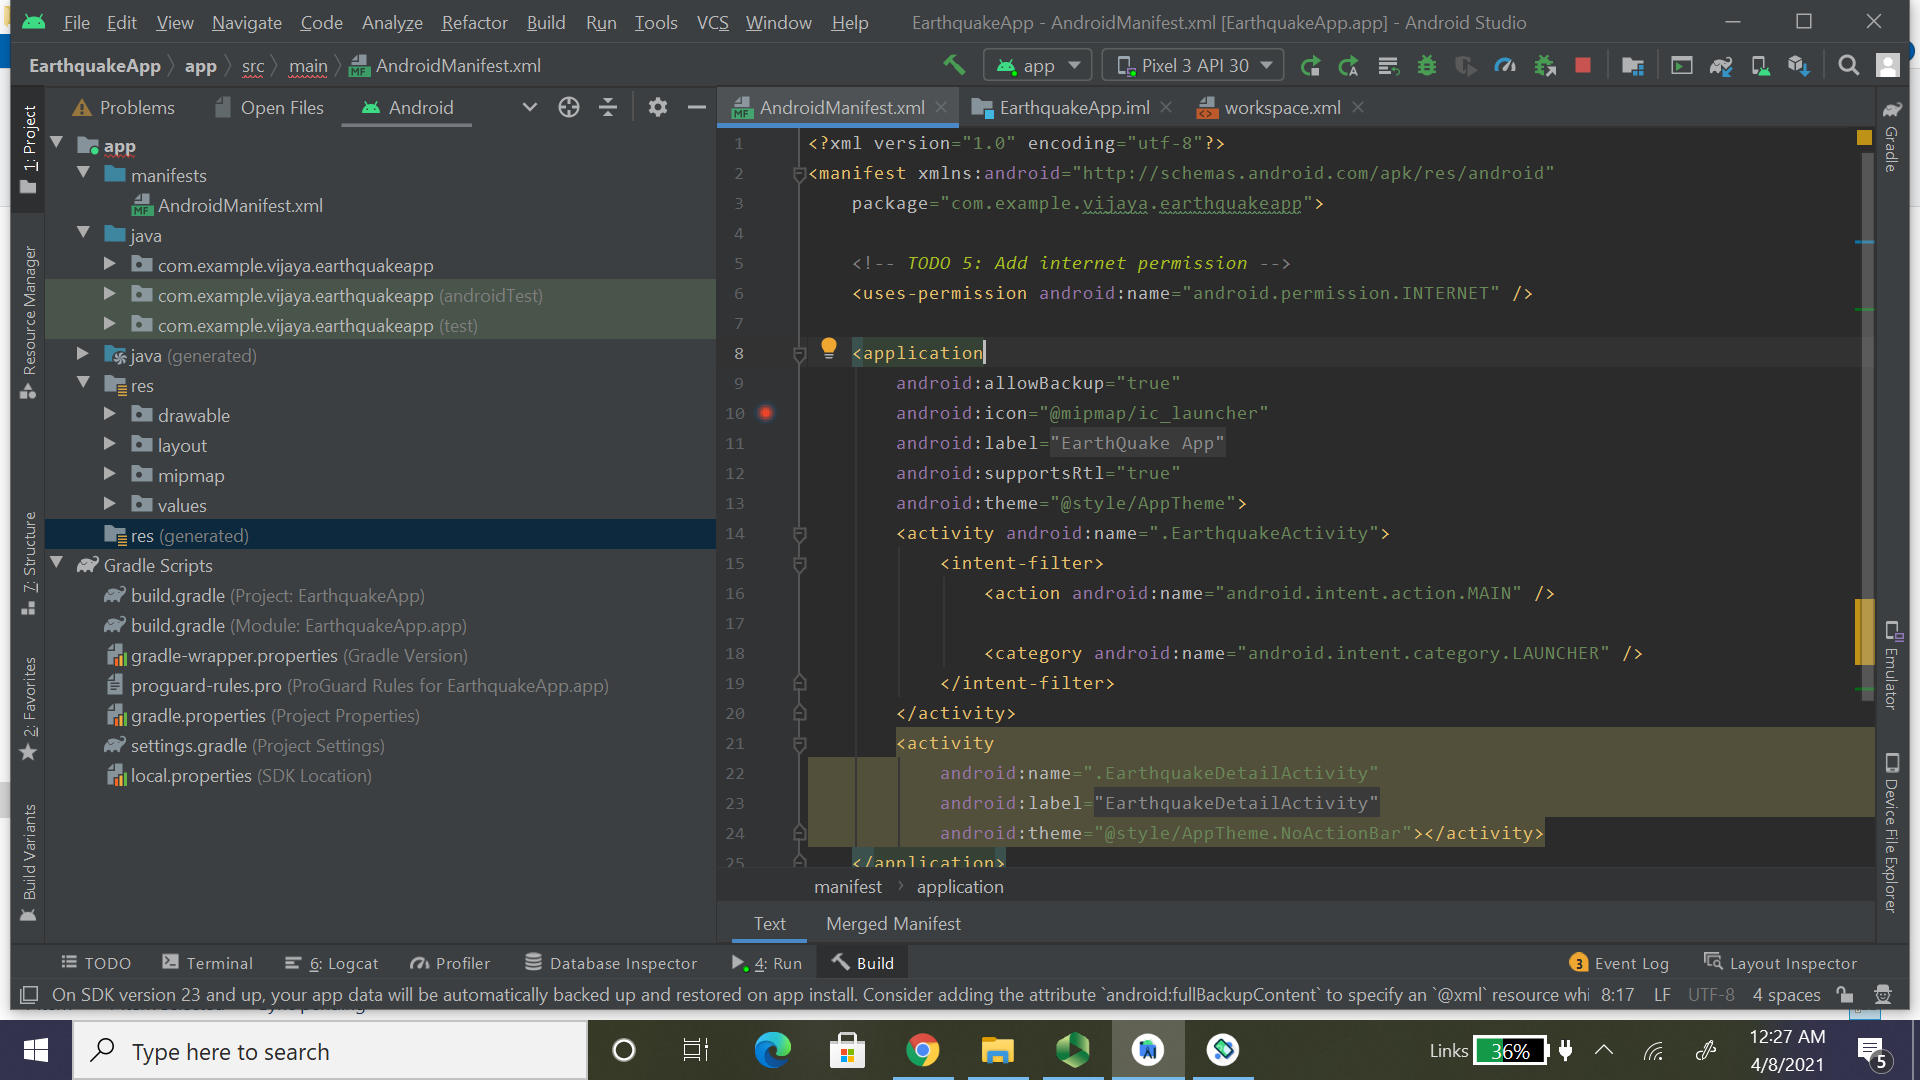 File Edit View Navigate Code Analyze Refactor Build Run Tools VCS Window Help EarthquakeApp - AndroidManifest.xml [EarthquakeApp.app] - Android Studio
EarthquakeApp app src main AndroidManifest.xml app Pixel 3 API 30
Problems Open Files Android
AndroidManifest.xml EarthquakeApp.iml workspace.xml
1: Project
Resource Manager
7: Structure
2: Favorites
Build Variants
app
manifests
AndroidManifest.xml
java
com.example.vijaya.earthquakeapp
com.example.vijaya.earthquakeapp (androidTest)
com.example.vijaya.earthquakeapp (test)
java (generated)
res
drawable
layout
mipmap
values
res (generated)
Gradle Scripts
build.gradle (Project: EarthquakeApp)
build.gradle (Module: EarthquakeApp.app)
gradle-wrapper.properties (Gradle Version)
proguard-rules.pro (ProGuard Rules for EarthquakeApp.app)
gradle.properties (Project Properties)
settings.gradle (Project Settings)
local.properties (SDK Location)
1 <?xml version="1.0" encoding="utf-8"?>
2 <manifest xmlns:android="http://schemas.android.com/apk/res/android"
3 package="com.example.vijaya.earthquakeapp">
4
5 <!-- TODO 5: Add internet permission -->
6 <uses-permission android:name="android.permission.INTERNET" />
7
8 <application
9 android:allowBackup="true"
10 android:icon="@mipmap/ic_launcher"
11 android:label="EarthQuake App"
12 android:supportsRtl="true"
13 android:theme="@style/AppTheme">
14 <activity android:name=".EarthquakeActivity">
15 <intent-filter>
16 <action android:name="android.intent.action.MAIN" />
17
18 <category android:name="android.intent.category.LAUNCHER" />
19 </intent-filter>
20 </activity>
21 <activity
22 android:name=".EarthquakeDetailActivity"
23 android:label="EarthquakeDetailActivity"
24 android:theme="@style/AppTheme.NoActionBar"></activity>
25 </application>
manifest application
Text Merged Manifest
Gradle
Emulator
Device File Explorer
TODO Terminal 6: Logcat Profiler Database Inspector 4: Run Build 3 Event Log Layout Inspector
On SDK version 23 and up, your app data will be automatically backed up and restored on app install. Consider adding the attribute `android:fullBackupContent` to specify an `@xml` resource whi 8:17 LF UTF-8 4 spaces
Type here to search
Links 36%
12:27 AM
4/8/2021
5